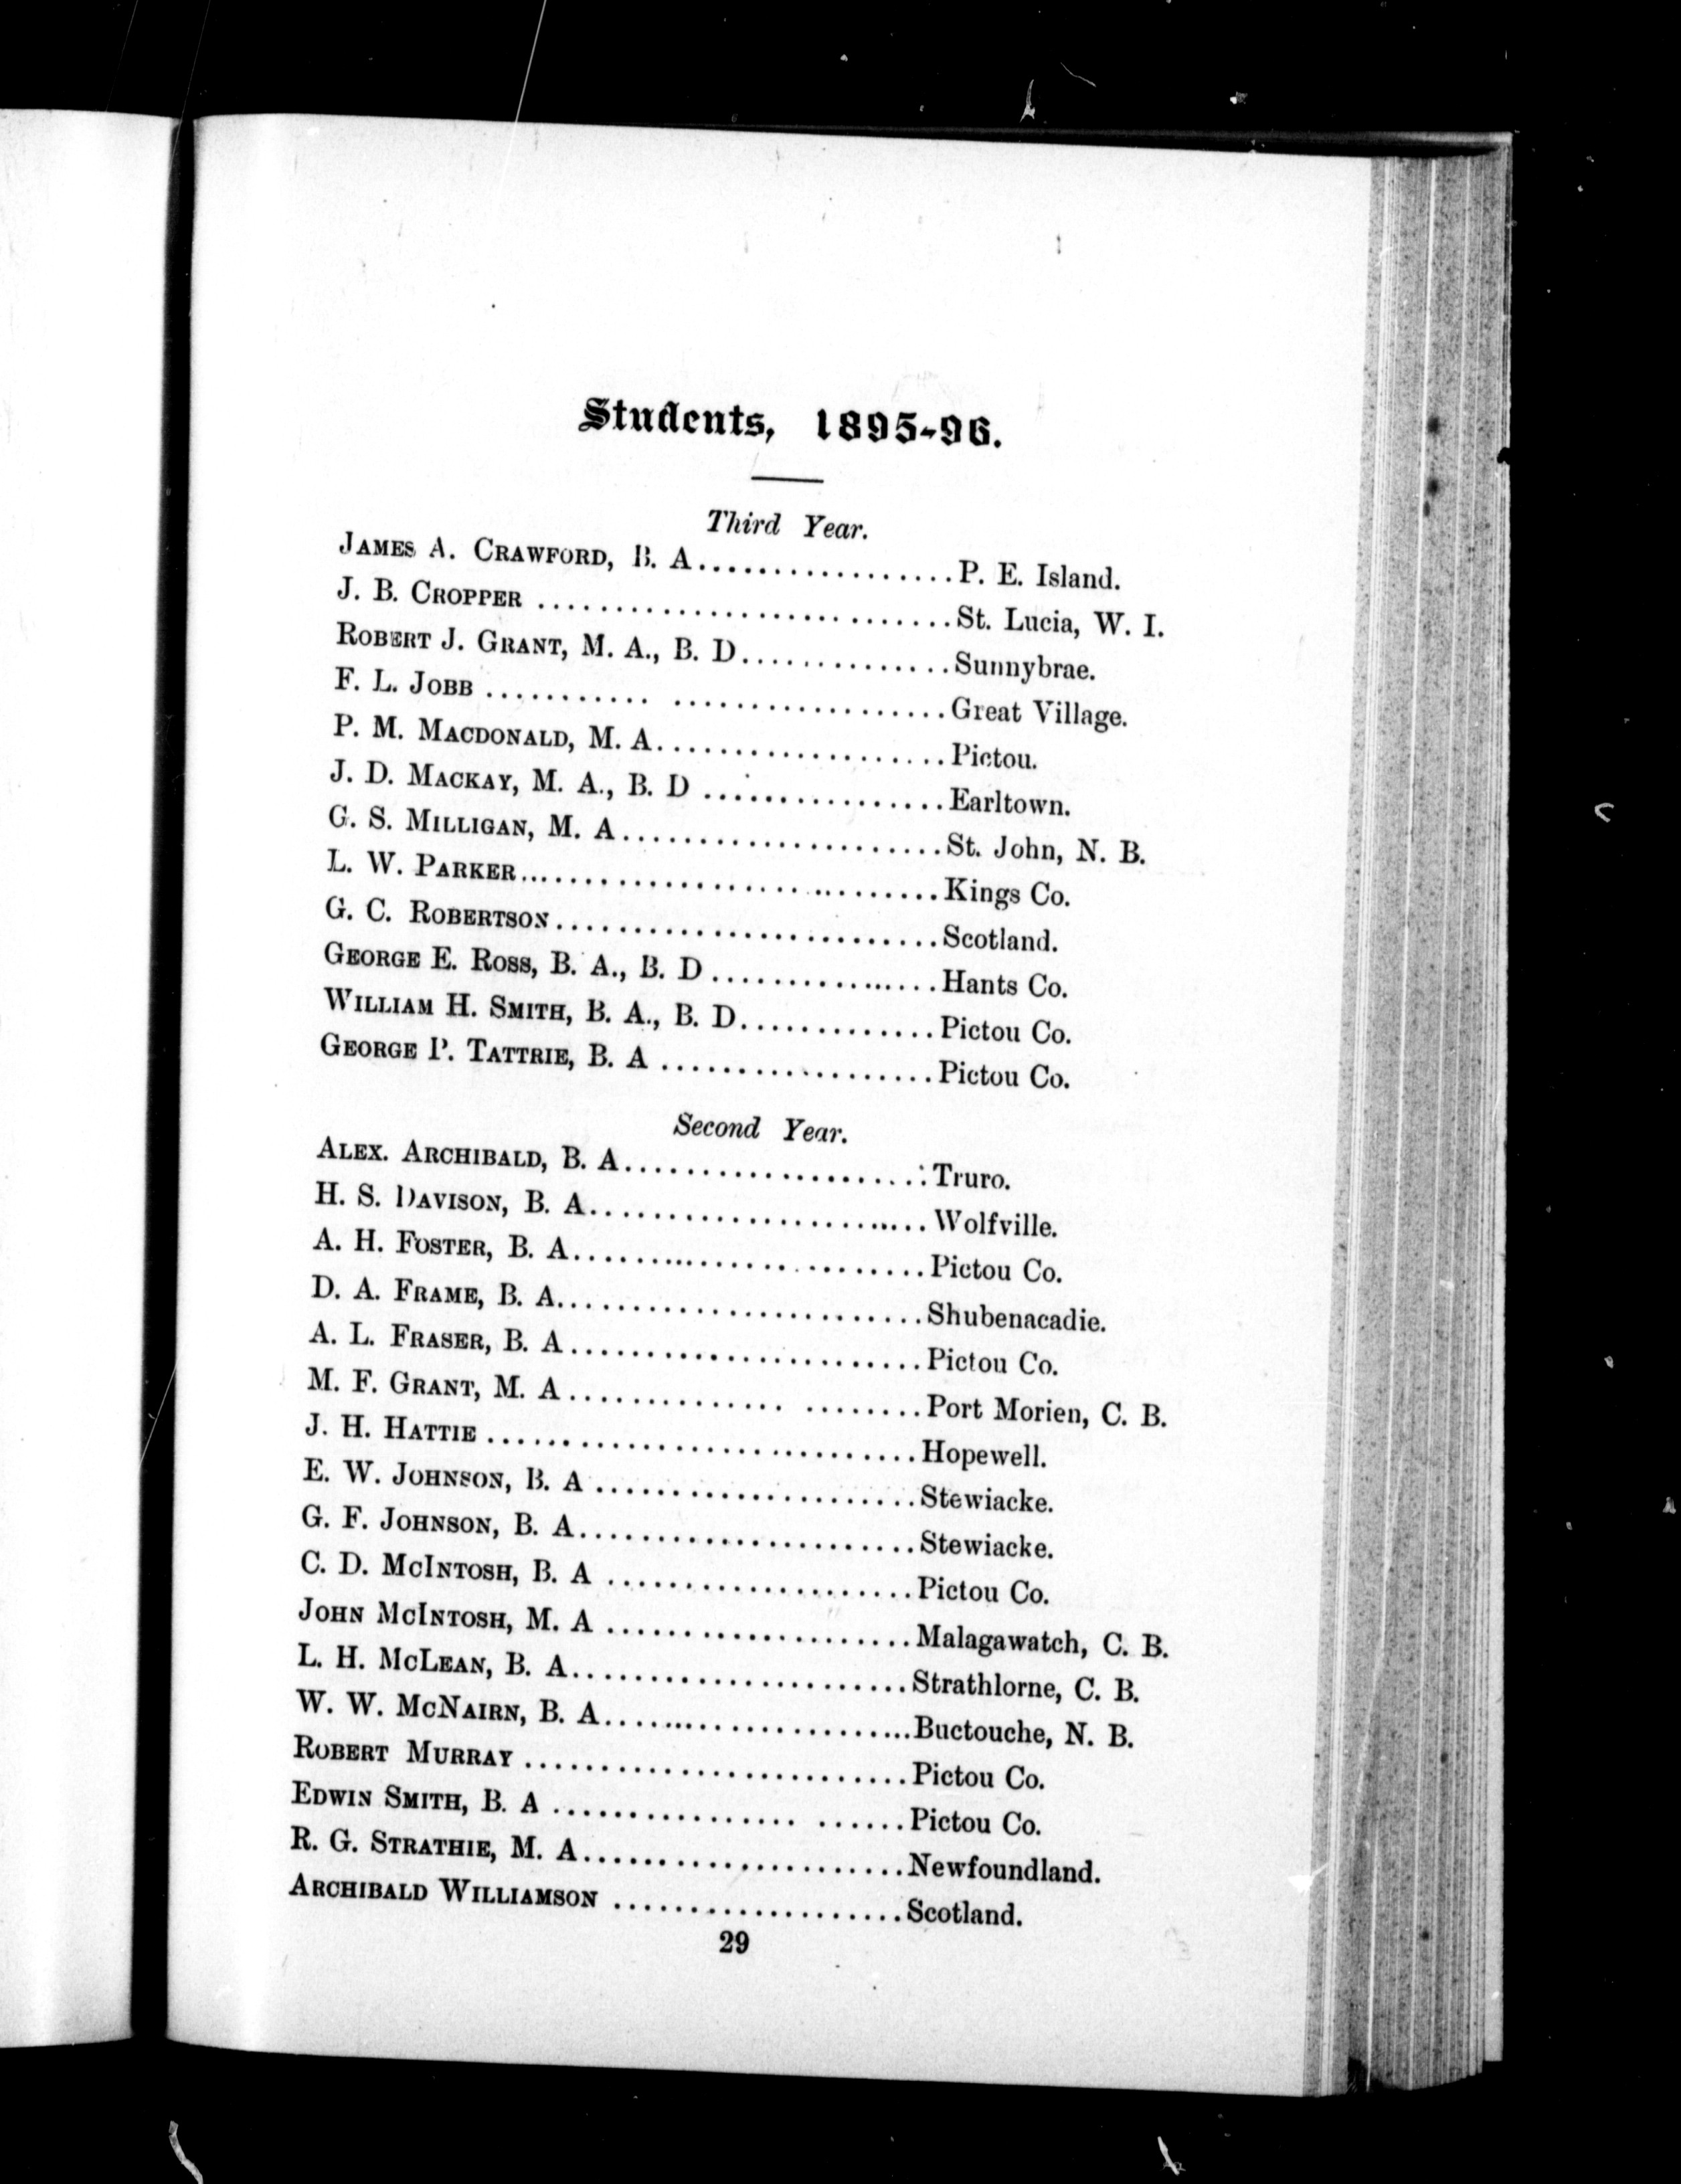 Students, 1895-96.
Third Year.
JAMES A. CRAWFORD, B. A.................P. E. Island.
J. B. CROPPER ...........................St. Lucia, W. I.
ROBERT J. GRANT, M. A., B. D..............Sunnybrae.
F. L. JOBB ........... ..................Great Village.
P. M. MACDONALD, M. A...................Pictou.
J. D. MACKAY, M. A., B. D ................Earltown.
G. S. MILLIGAN, M. A.....................St. John, N. B.
L. W. PARKER............................Kings Co.
G. C. ROBERTSON.........................Scotland.
GEORGE E. ROSS, B. A., B. D...............Hants Co.
WILLIAM H. SMITH, B. A., B. D.............Pictou Co.
GEORGE P. TATTRIE, B. A ..................Pictou Co.
Second Year.
ALEX. ARCHIBALD, B. A....................Truro.
H. S. DAVISON, B. A......................Wolfville.
A. H. FOSTER, B. A.......................Pictou Co.
D. A. FRAME, B. A........................Shubenacadie.
A. L. FRASER, B. A.......................Pictou Co.
M. F. GRANT, M. A .............. ........Port Morien, C. B.
J. H. HATTIE ............................Hopewell.
E. W. JOHNSON, B. A .....................Stewiacke.
G. F. JOHNSON, B. A......................Stewiacke.
C. D. MCINTOSH, B. A ....................Pictou Co.
JOHN MCINTOSH, M. A ....................Malagawatch, C. B.
L. H. MCLEAN, B. A......................Strathlorne, C. B.
W. W. MCNAIRN, B. A....................Buctouche, N. B.
ROBERT MURRAY .........................Pictou Co.
EDWIN SMITH, B. A ................ ......Pictou Co.
R. G. STRATHIE, M. A.....................Newfoundland.
ARCHIBALD WILLIAMSON ...................Scotland.
29